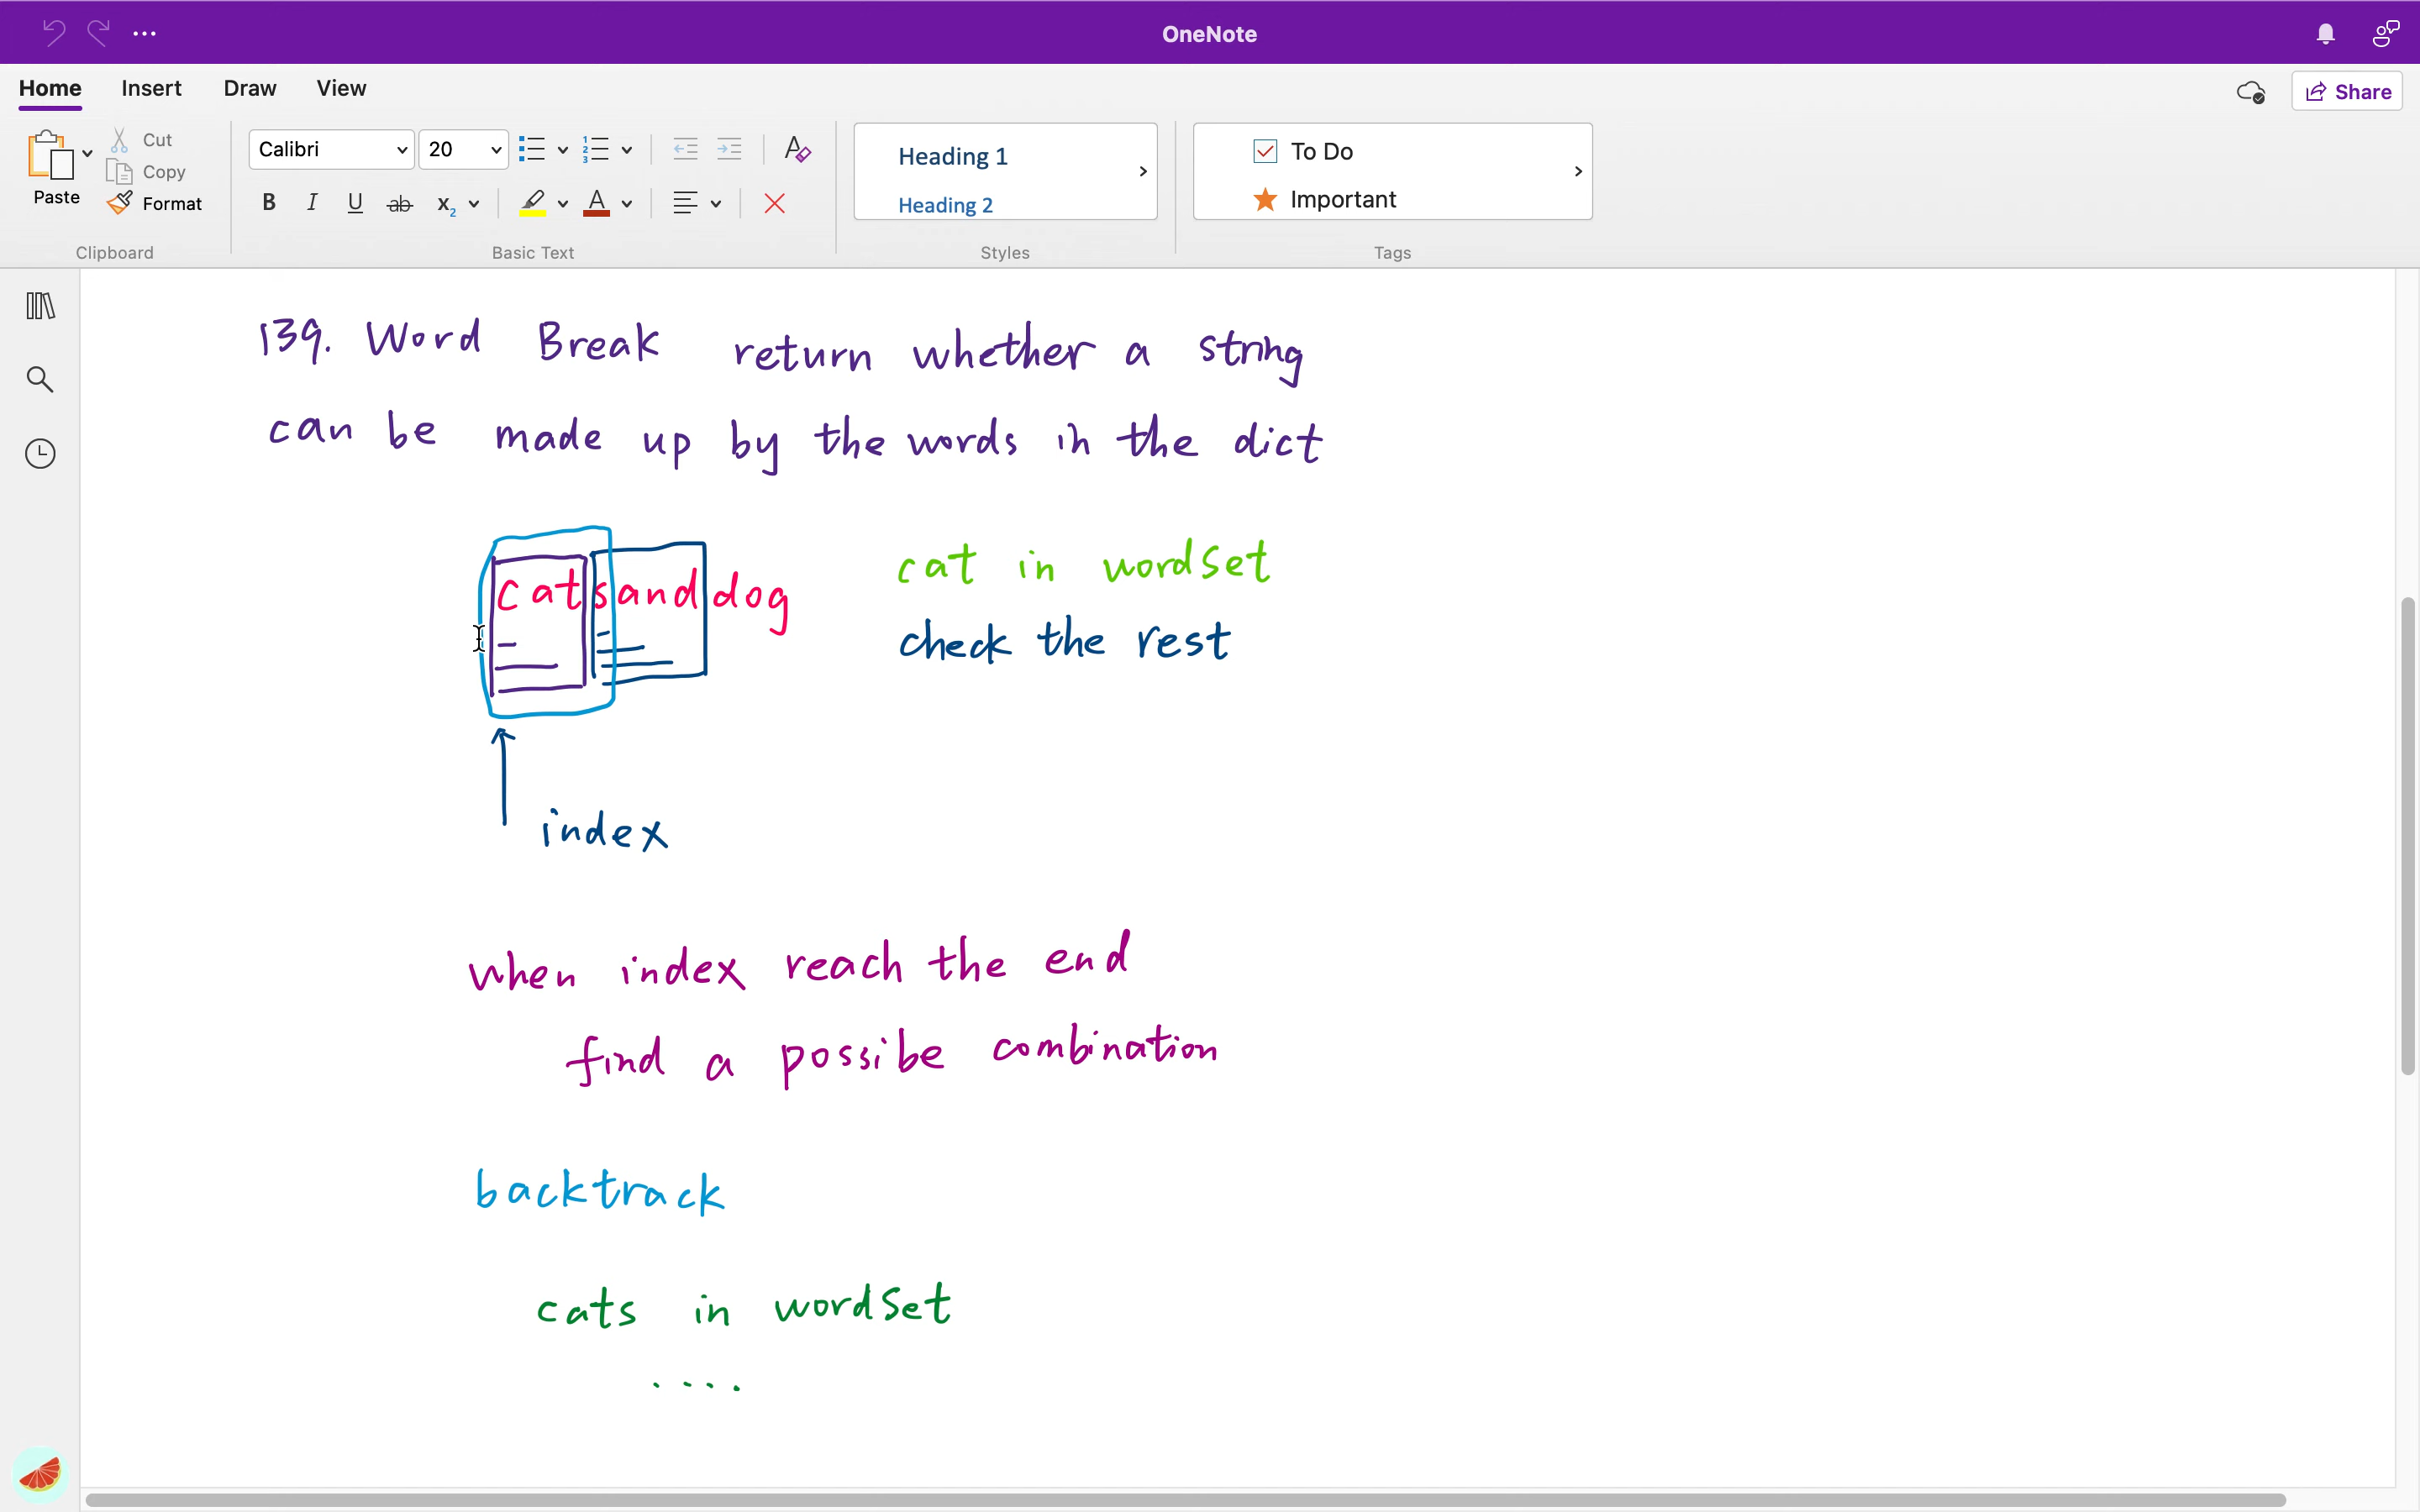 OneNote
Home Insert Draw View
Share
Paste
Cut
Copy
Format
Clipboard
Calibri 20
B I U ab x₂ A
Basic Text
Heading 1
Heading 2
Styles
To Do
Important
Tags
139. Word Break return whether a string
can be made up by the words in the dict
catsanddog
cat in wordSet
check the rest
index
when index reach the end
find a possibe combination
backtrack
cats in wordSet
....